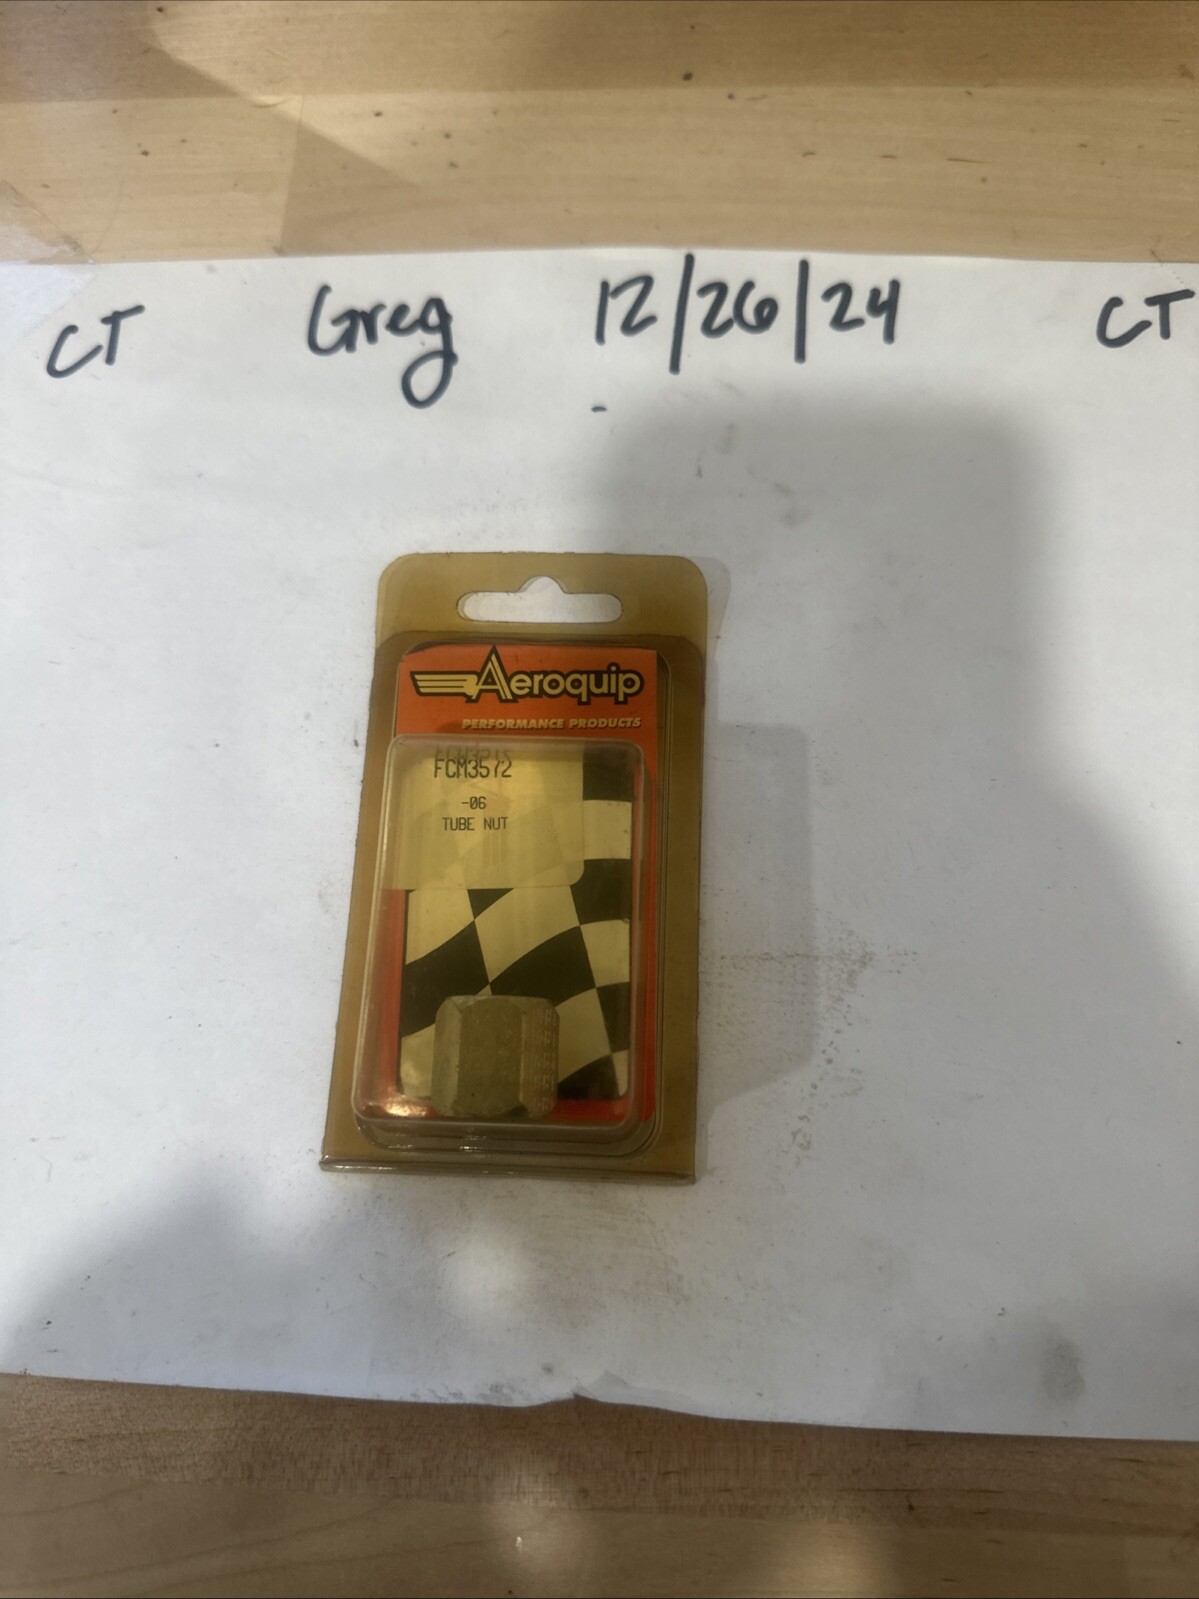 CT Greg 12/26/24 CT
Aeroquip
PERFORMANCE PRODUCTS
FCM3572
-06
TUBE NUT